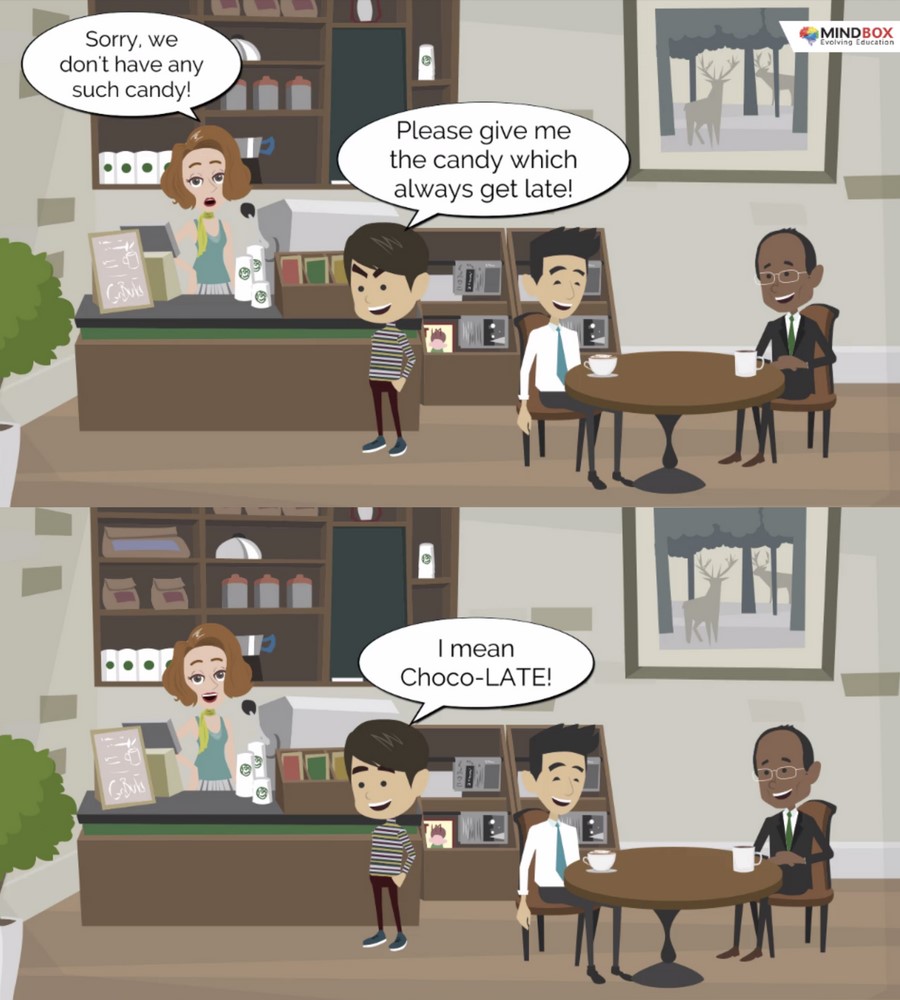 MINDBOX
Evolving Education
Sorry, we
don't have any
such candy!
Please give me
the candy which
always get late!
I mean
Choco-LATE!